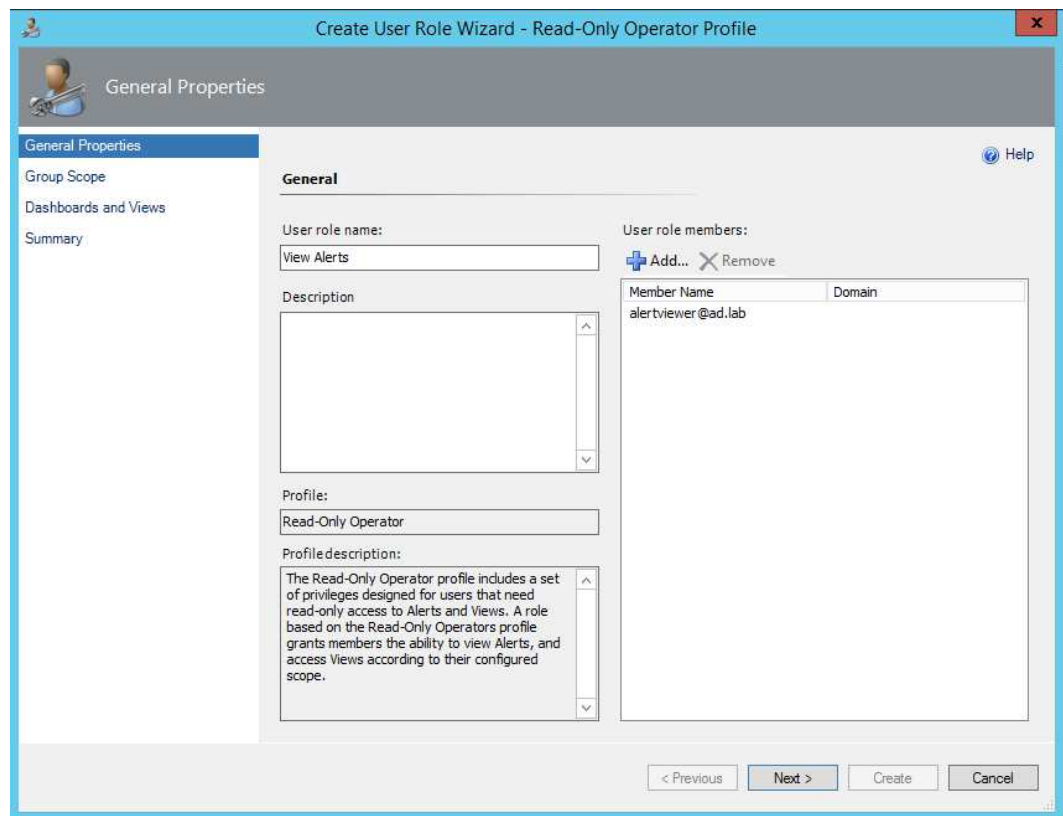 Create User Role Wizard - Read-Only Operator Profile
x
General Properties
General Properties
Group Scope
Dashboards and Views
Summary
Help
General
User role name:
View Alerts
Description
Profile:
Read-Only Operator
Profile description:
The Read-Only Operator profile includes a set
of privileges designed for users that need
read-only access to Alerts and Views. A role
based on the Read-Only Operators profile
grants members the ability to view Alerts, and
access Views according to their configured
scope.
User role members:
Add... Remove
Member Name Domain
alertviewer@ad.lab
< Previous Next > Create Cancel